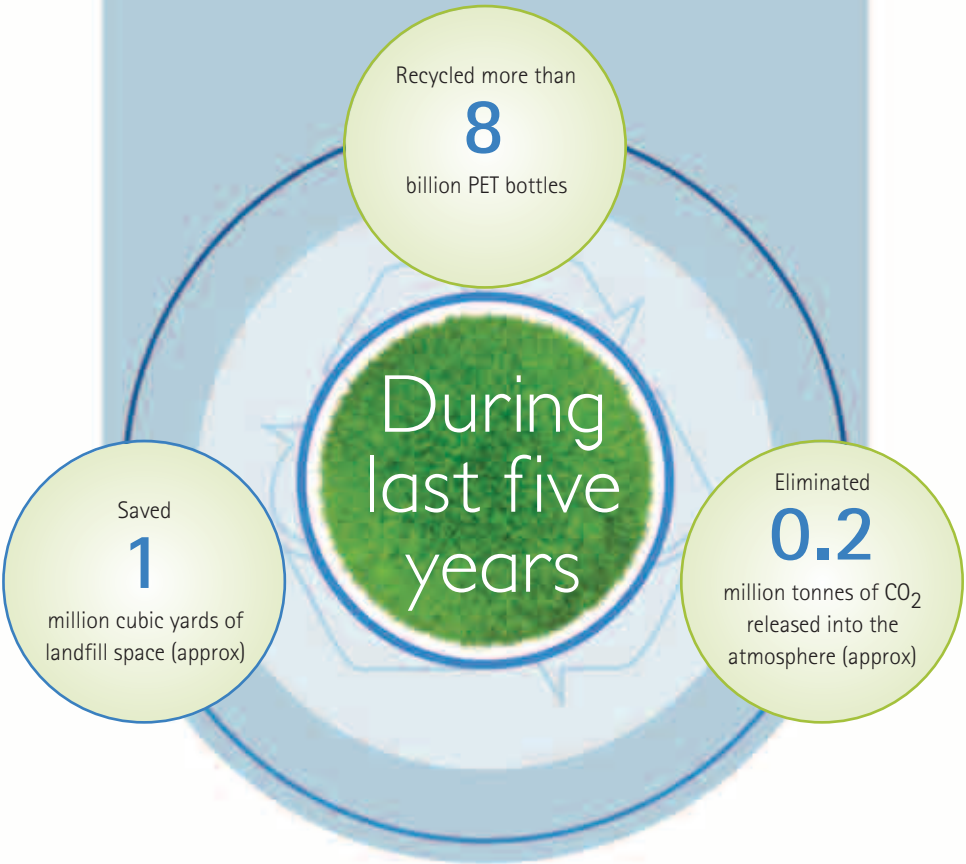 Recycled more than
8
billion PET bottles
During
last five
years
Saved
1
million cubic yards of
landfill space (approx)
Eliminated
0.2
million tonnes of CO₂
released into the
atmosphere (approx)